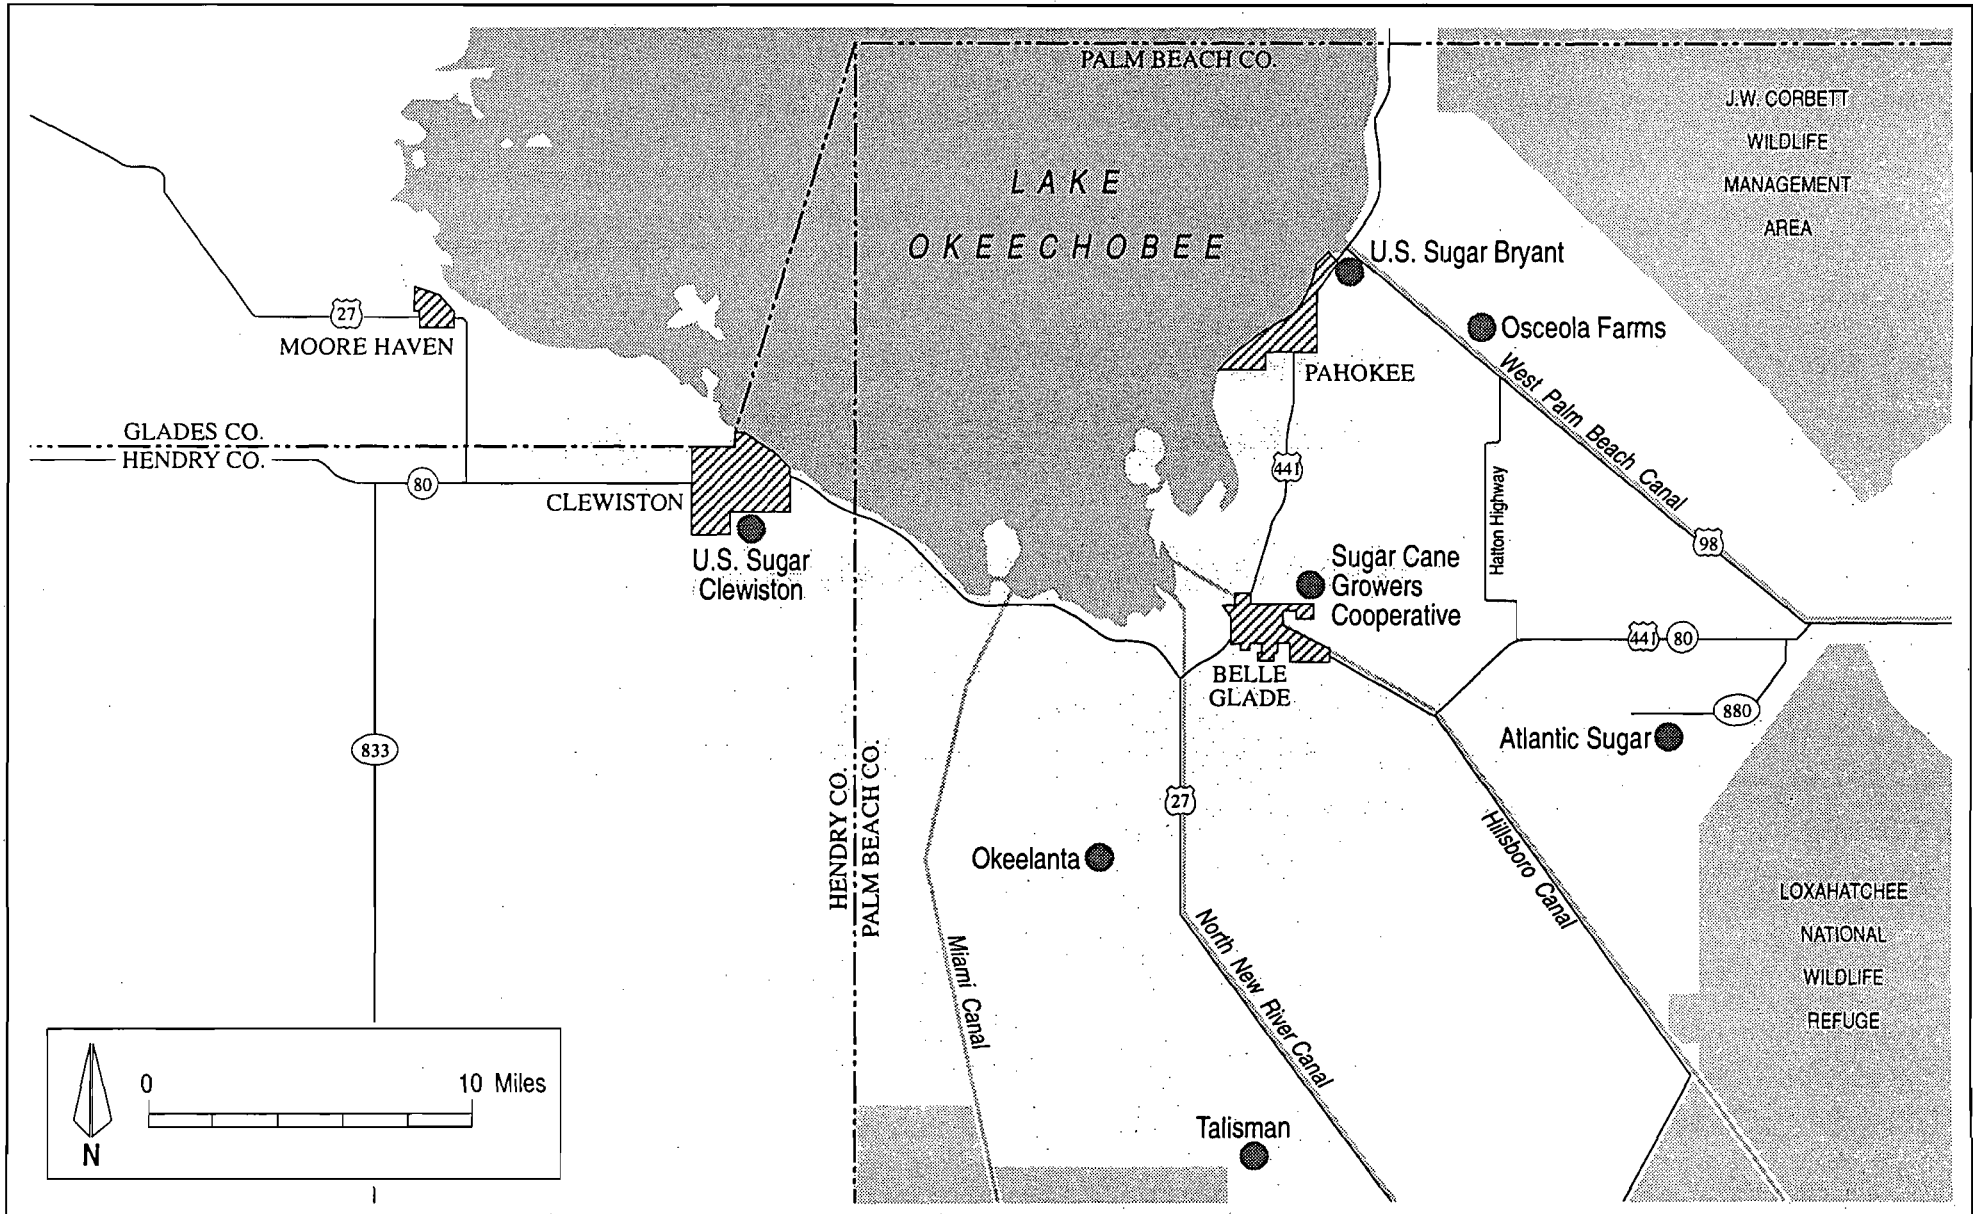 PALM BEACH CO.
J.W. CORBETT
WILDLIFE
MANAGEMENT
AREA
LAKE
OKEECHOBEE
U.S. Sugar Bryant
27
MOORE HAVEN
Osceola Farms
PAHOKEE
West Palm Beach Canal
GLADES CO.
HENDRY CO.
80
CLEWISTON
441
Hatton Highway
98
U.S. Sugar
Clewiston
Sugar Cane
Growers
Cooperative
441 80
BELLE
GLADE
880
833
Atlantic Sugar
HENDRY CO.
PALM BEACH CO.
27
Okeelanta
Hillsboro Canal
LOXAHATCHEE
NATIONAL
WILDLIFE
REFUGE
Miami Canal
North New River Canal
0 10 Miles
N
Talisman